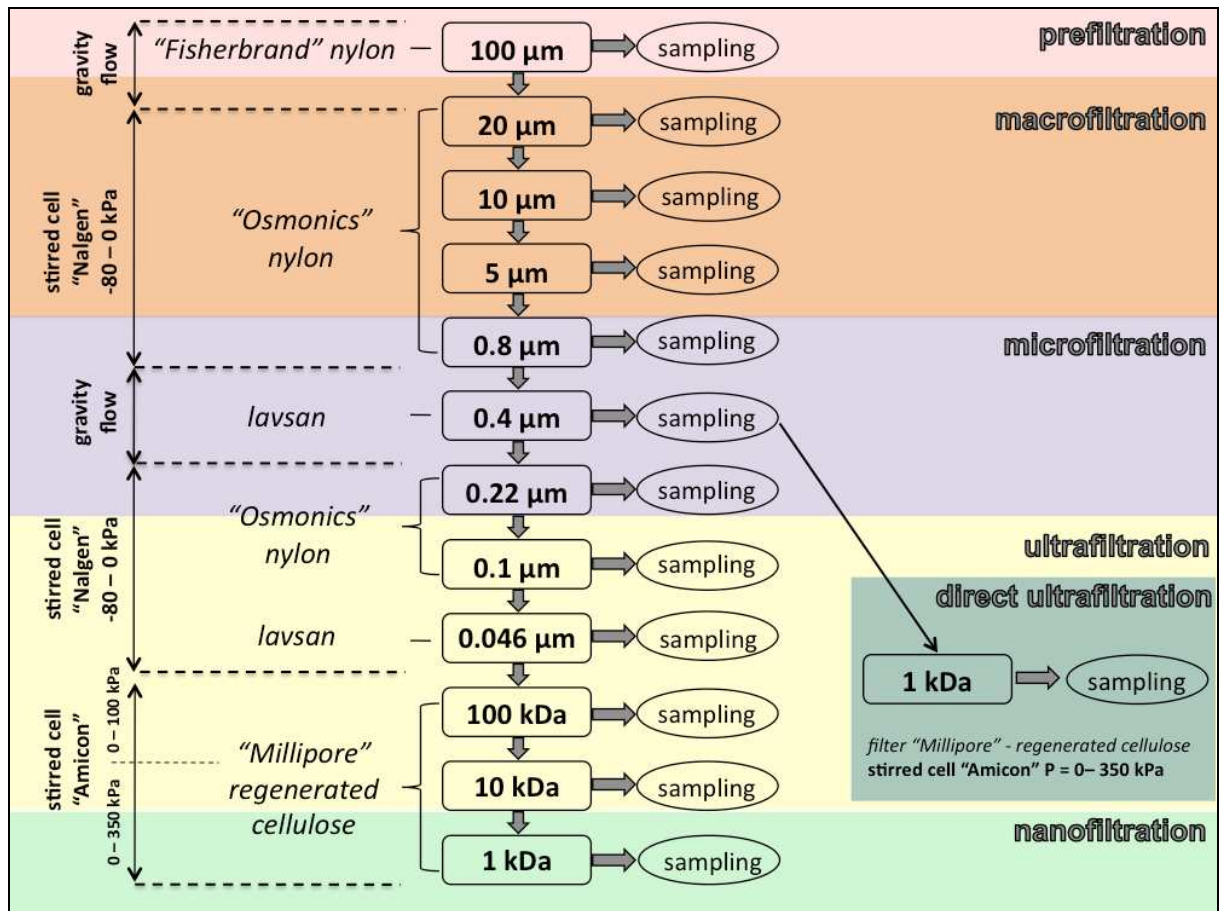 prefiltration
gravity
flow
“Fisherbrand” nylon
100 µm
sampling
macrofiltration
stirred cell
“Nalgen”
-80 – 0 kPa
“Osmonics”
nylon
20 µm
sampling
10 µm
sampling
5 µm
sampling
microfiltration
0.8 µm
sampling
gravity
flow
lavsan
0.4 µm
sampling
stirred cell
“Nalgen”
-80 – 0 kPa
“Osmonics”
nylon
0.22 µm
sampling
ultrafiltration
0.1 µm
sampling
lavsan
0.046 µm
sampling
direct ultrafiltration
1 kDa
sampling
filter “Millipore” - regenerated cellulose
stirred cell “Amicon” P = 0– 350 kPa
stirred cell
“Amicon”
0 – 100 kPa
0 – 350 kPa
“Millipore”
regenerated
cellulose
100 kDa
sampling
10 kDa
sampling
nanofiltration
1 kDa
sampling